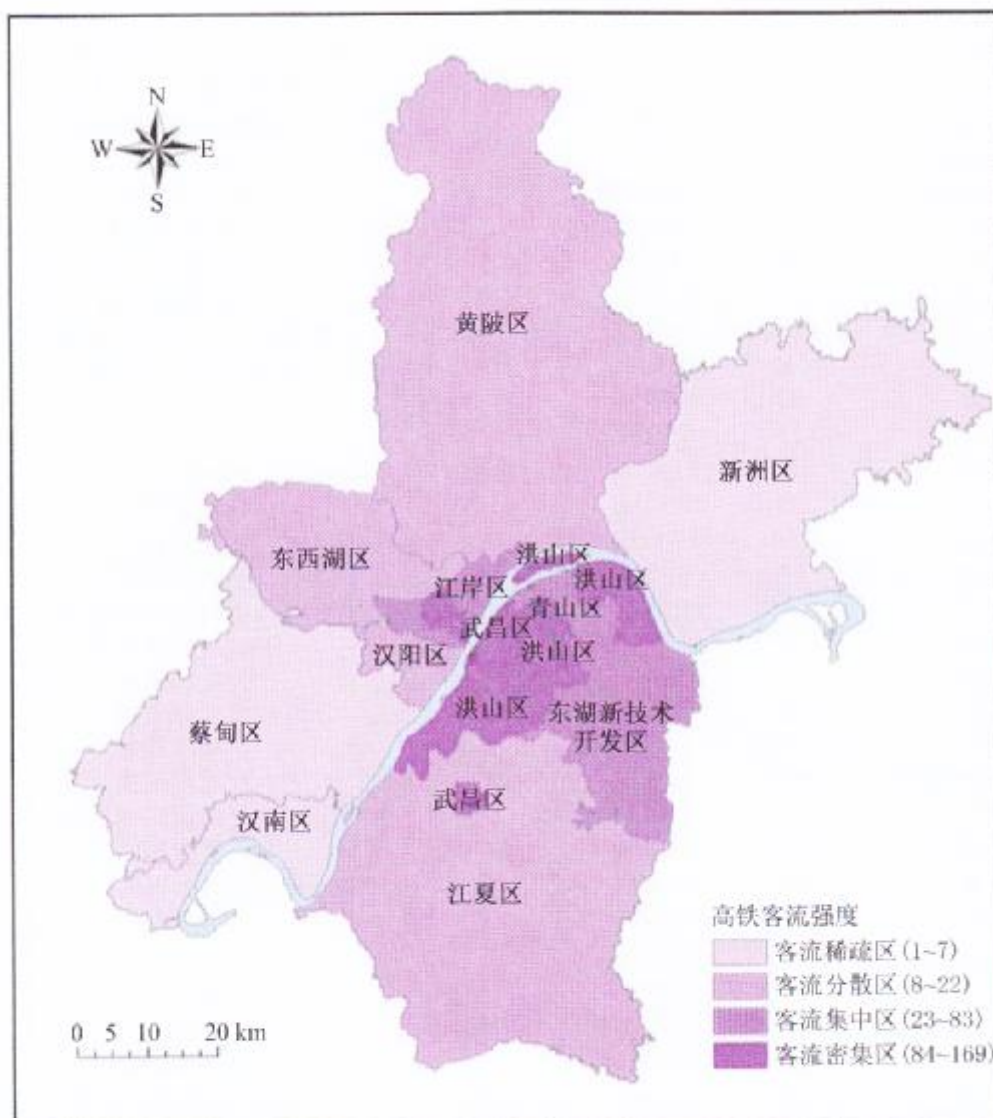 N
W E
S
黄陂区
新洲区
东西湖区
洪山区
江岸区
洪山区
青山区
武昌区
汉阳区
洪山区
洪山区
东湖新技术
开发区
蔡甸区
武昌区
汉南区
江夏区
高铁客流强度
客流稀疏区(1~7)
客流分散区(8~22)
客流集中区(23~83)
客流密集区(84~169)
0 5 10 20 km